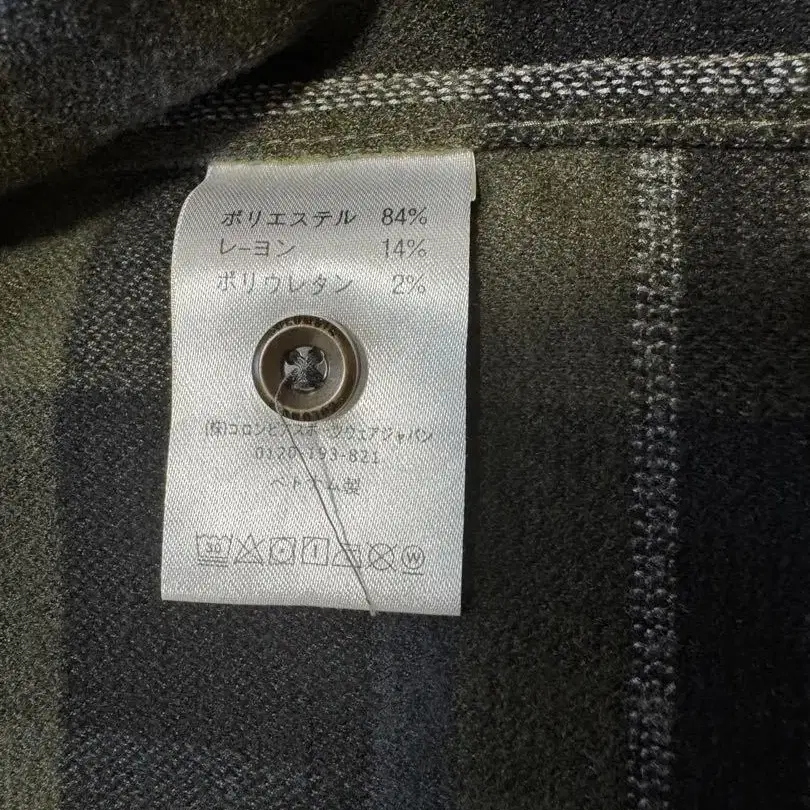 ポリエステル 84%
レーヨン 14%
ポリウレタン 2%
(株)コロンビアスポーツウェアジャパン
0120-193-821
ベトナム製
30
W